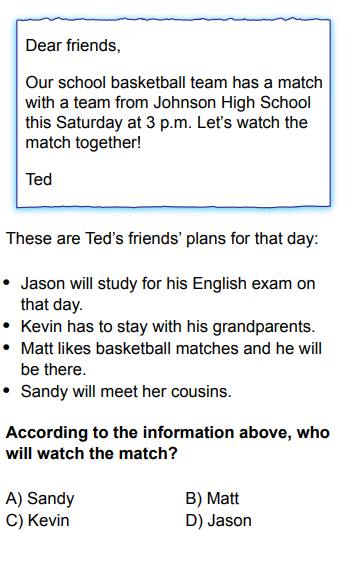 Dear friends,
Our school basketball team has a match
with a team from Johnson High School
this Saturday at 3 p.m. Let’s watch the
match together!
Ted
These are Ted’s friends’ plans for that day:
• Jason will study for his English exam on
that day.
• Kevin has to stay with his grandparents.
• Matt likes basketball matches and he will
be there.
• Sandy will meet her cousins.
According to the information above, who
will watch the match?
A) Sandy B) Matt
C) Kevin D) Jason